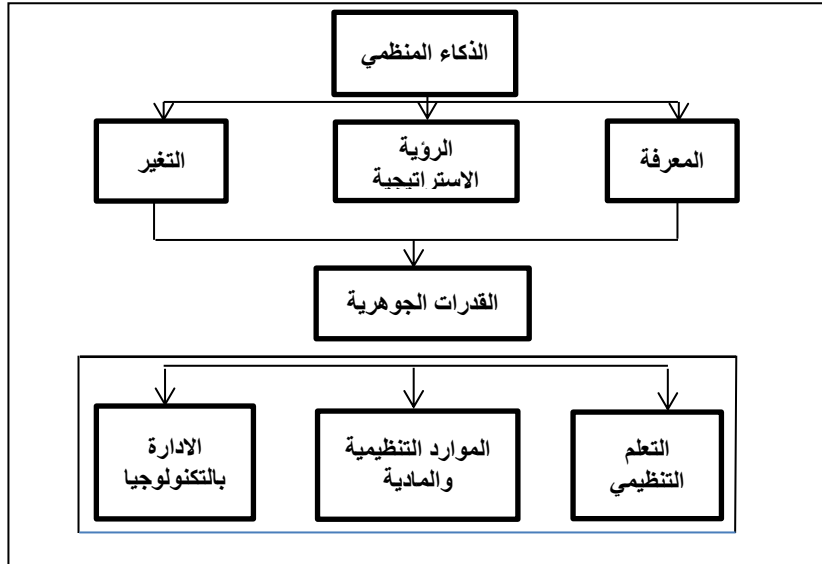 الذكاء المنظمي
المعرفة
الرؤية
الاستراتيجية
التغير
القدرات الجوهرية
التعلم
التنظيمي
الموارد التنظيمية
والمادية
الادارة
بالتكنولوجيا